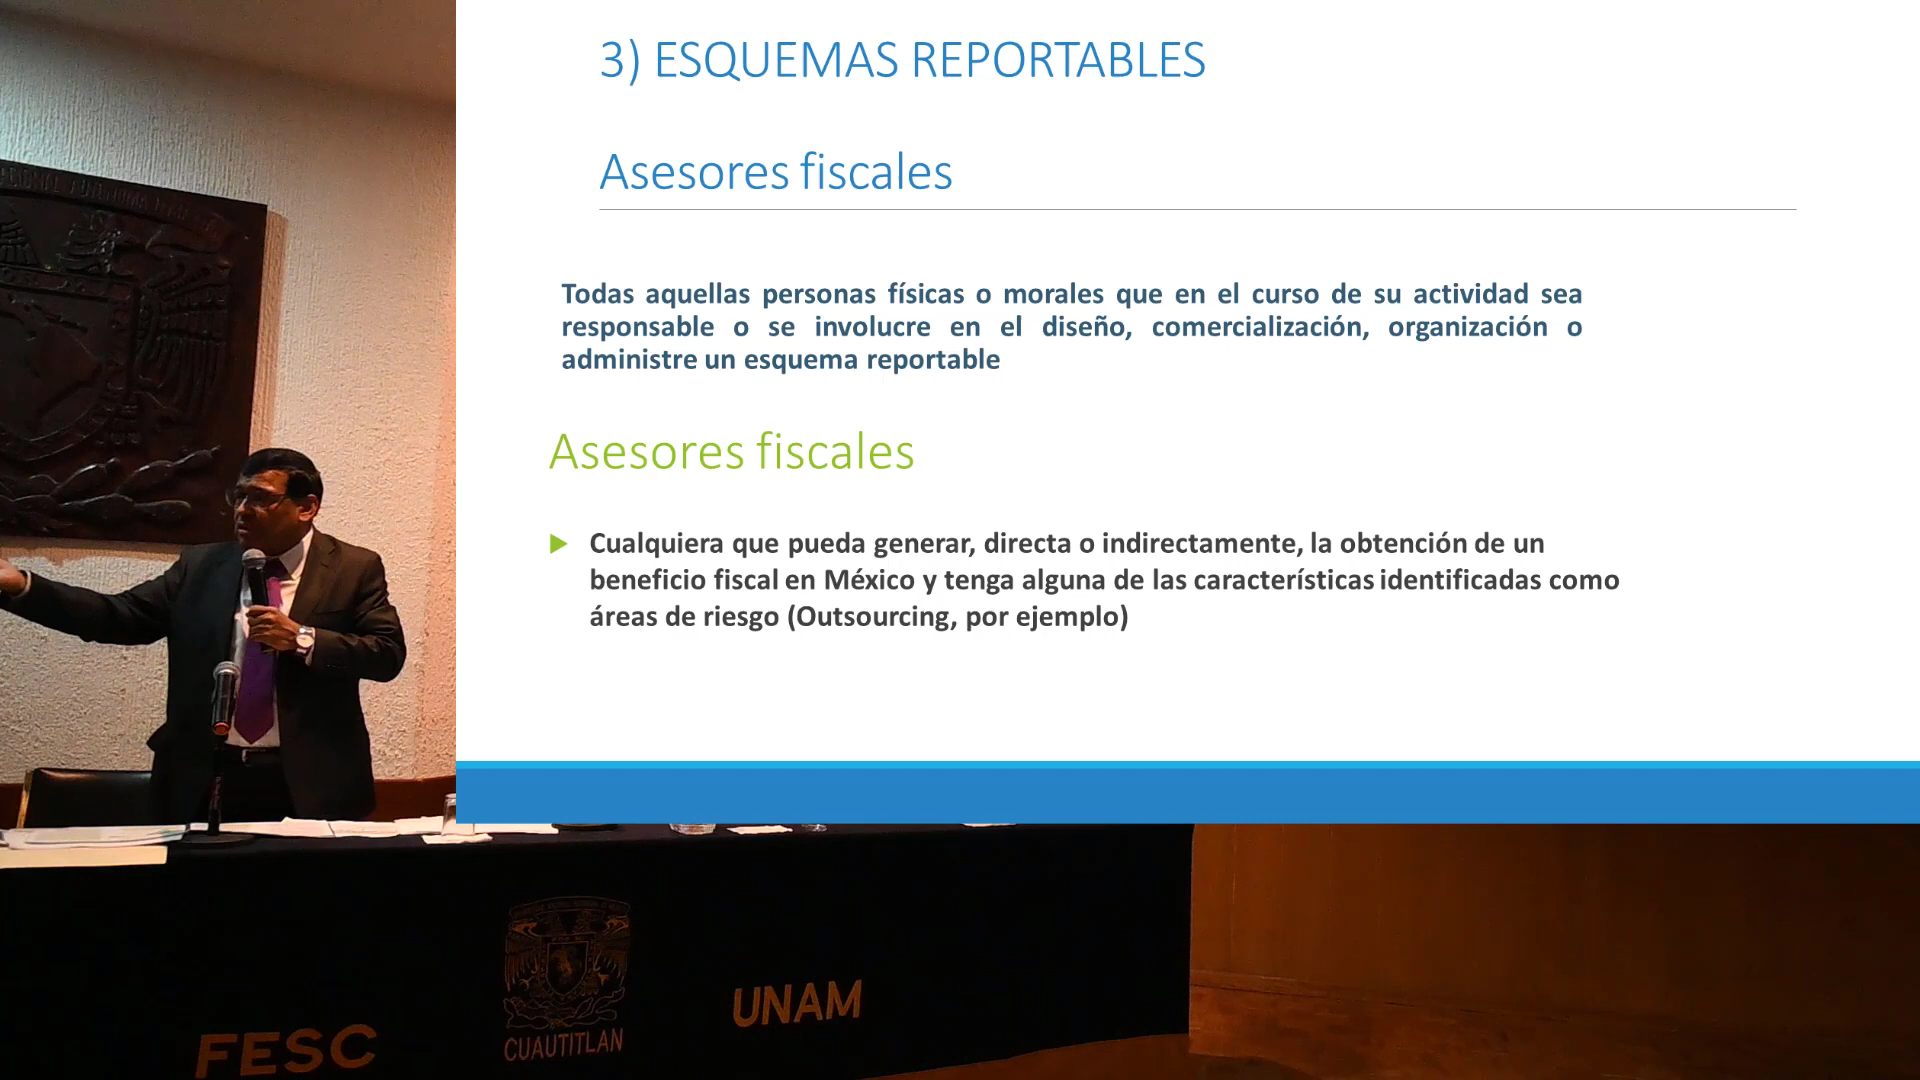 3) ESQUEMAS REPORTABLES
Asesores fiscales
Todas aquellas personas físicas o morales que en el curso de su actividad sea
responsable o se involucre en el diseño, comercialización, organización o
administre un esquema reportable
Asesores fiscales
Cualquiera que pueda generar, directa o indirectamente, la obtención de un
beneficio fiscal en México y tenga alguna de las características identificadas como
áreas de riesgo (Outsourcing, por ejemplo)
FESC
CUAUTITLAN
UNAM